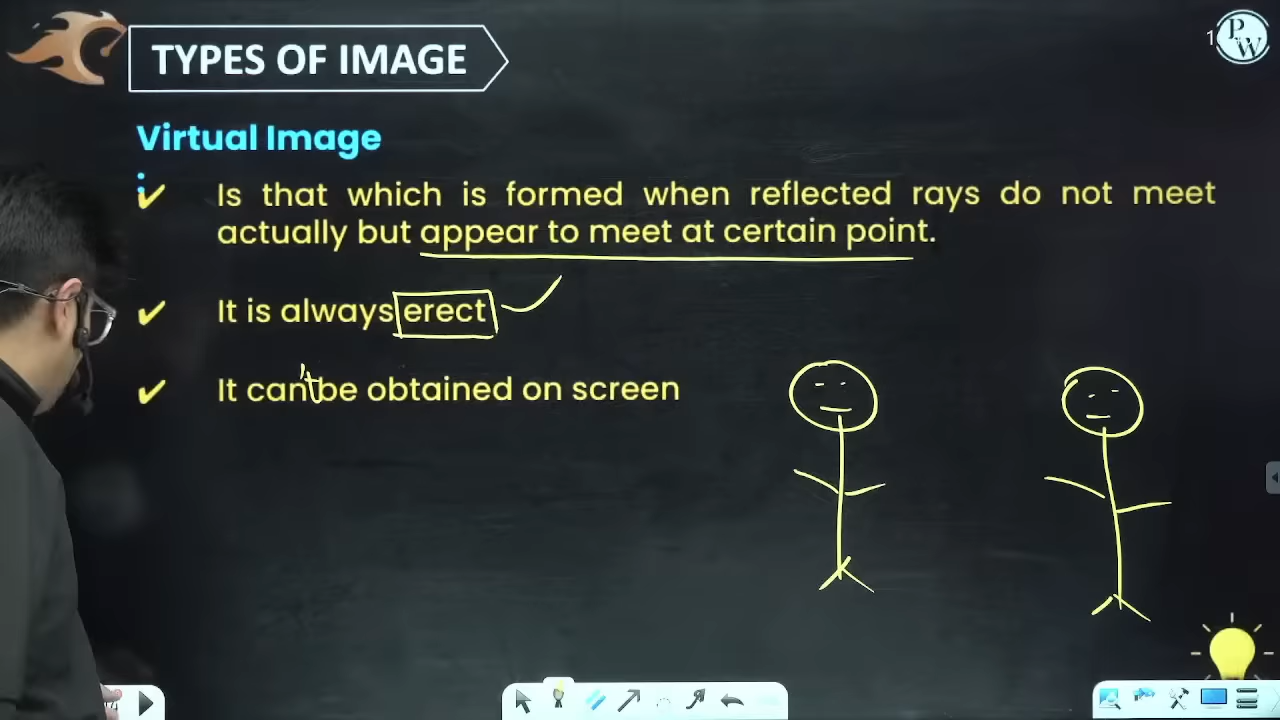 TYPES OF IMAGE
PW
Virtual Image
:
✔ Is that which is formed when reflected rays do not meet
actually but appear to meet at certain point.
✔ It is always erect
✔ It can't be obtained on screen